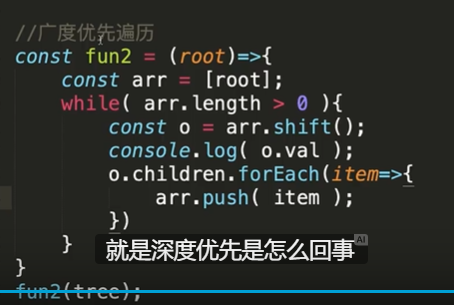 //广度优先遍历
const fun2 = (root)=>{
const arr = [root];
while( arr.length > 0 ){
const o = arr.shift();
console.log( o.val );
o.children.forEach(item=>{
arr.push( item );
})
}
就是深度优先是怎么回事
AI
}
fun2(tree);